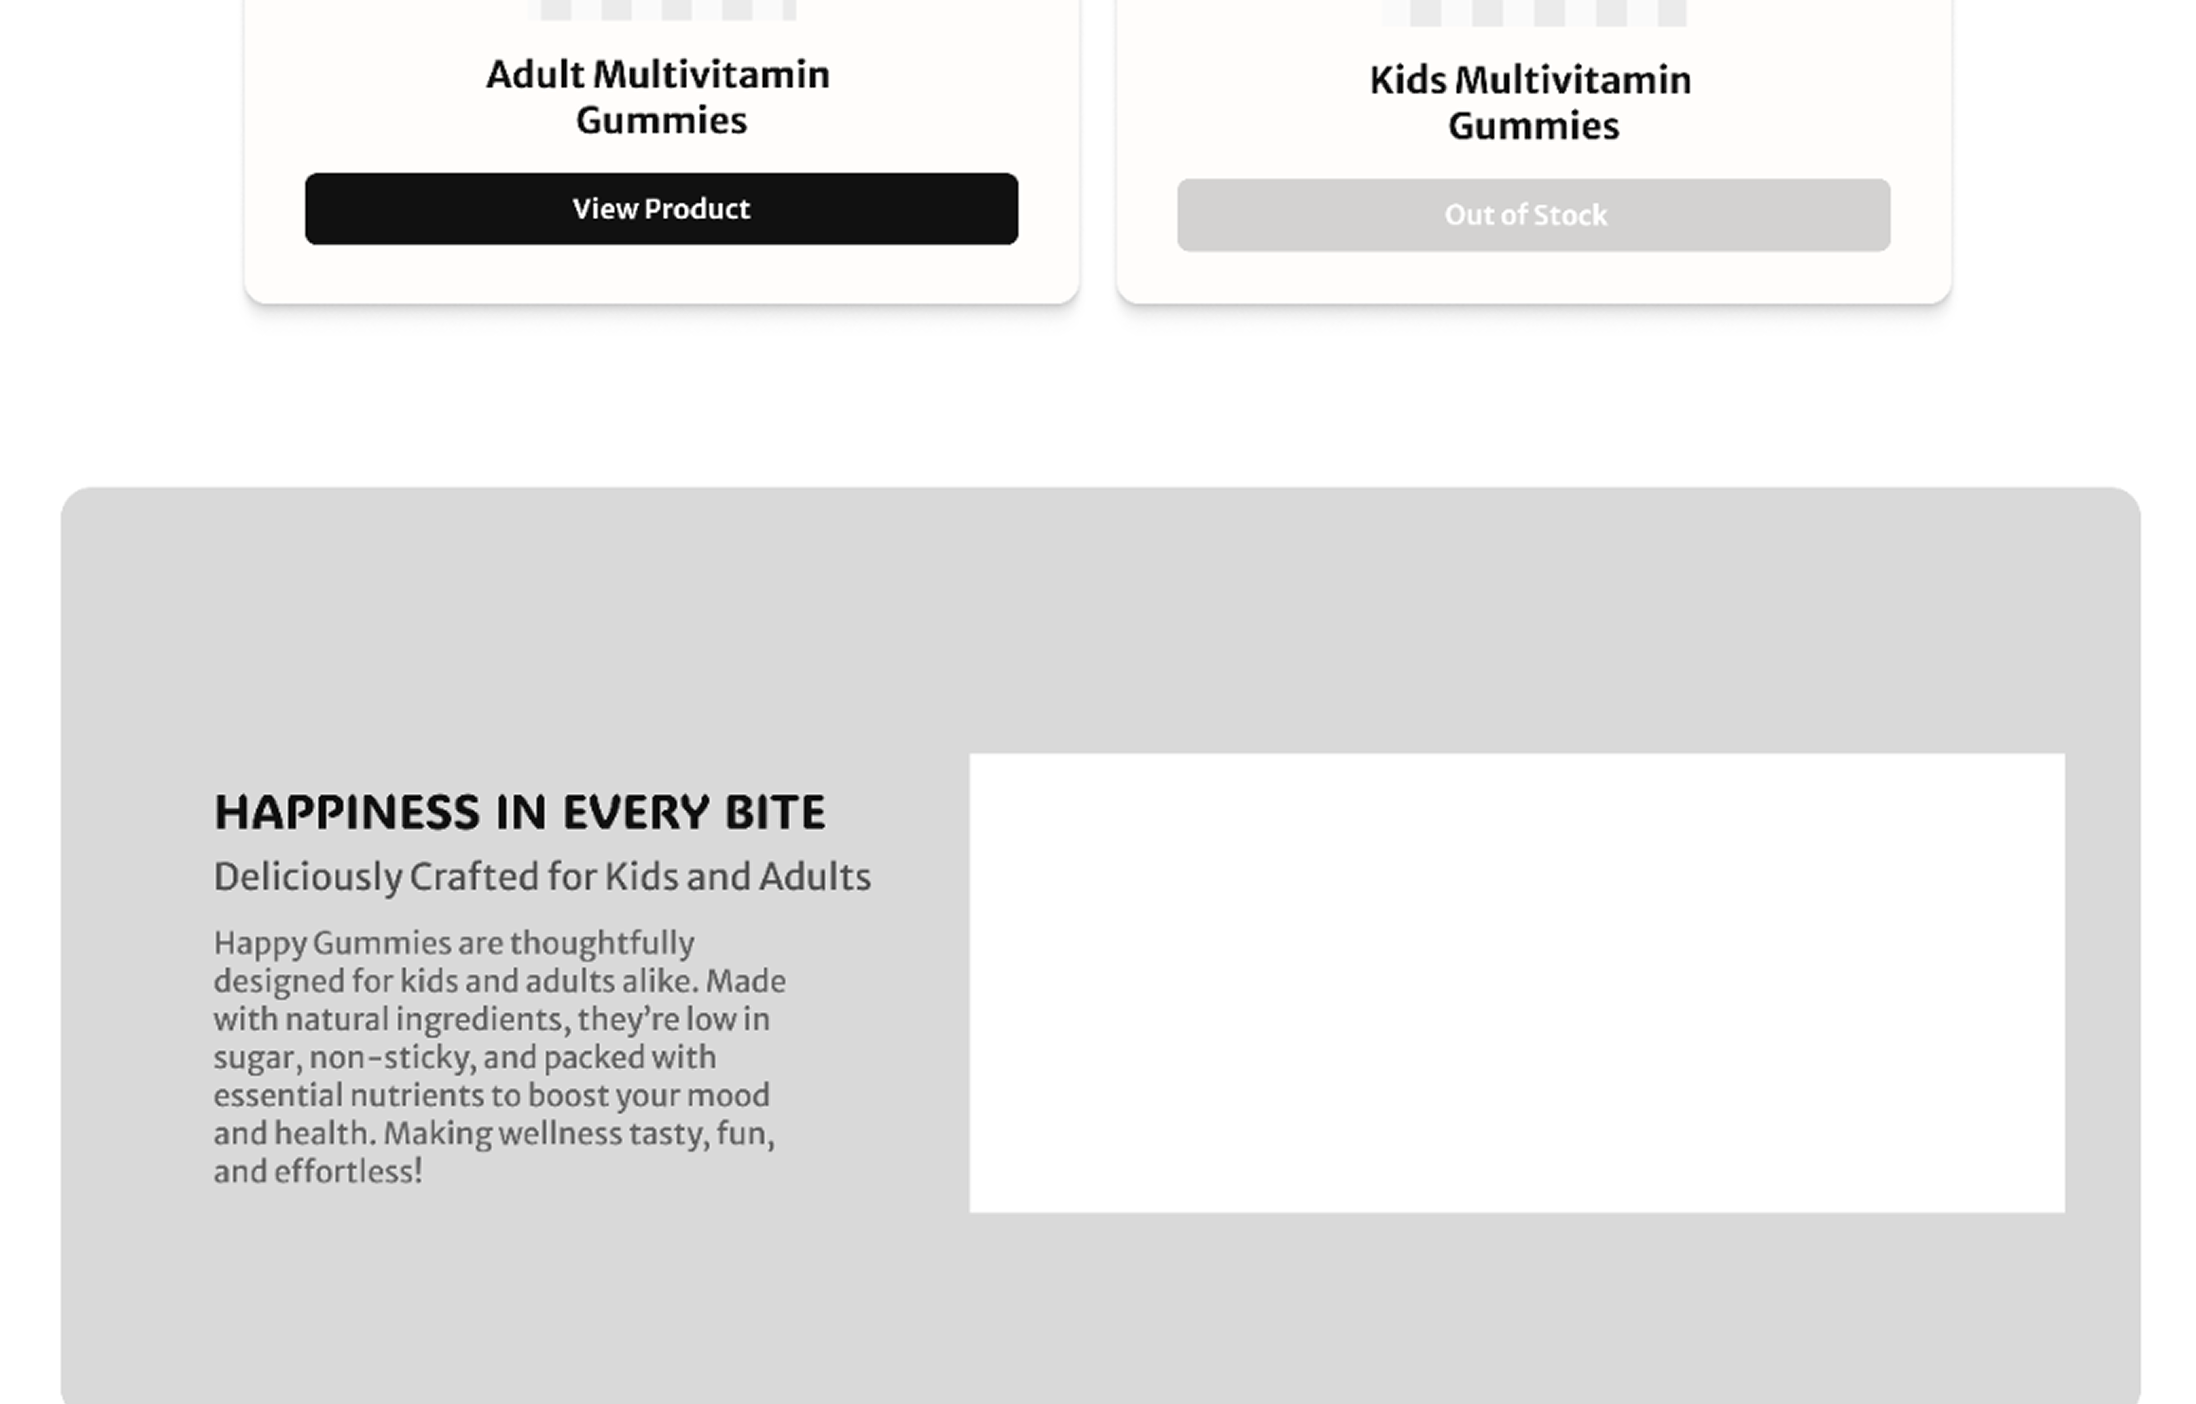 Adult Multivitamin
Gummies
View Product
Kids Multivitamin
Gummies
Out of Stock
HAPPINESS IN EVERY BITE
Deliciously Crafted for Kids and Adults
Happy Gummies are thoughtfully
designed for kids and adults alike. Made
with natural ingredients, they’re low in
sugar, non-sticky, and packed with
essential nutrients to boost your mood
and health. Making wellness tasty, fun,
and effortless!